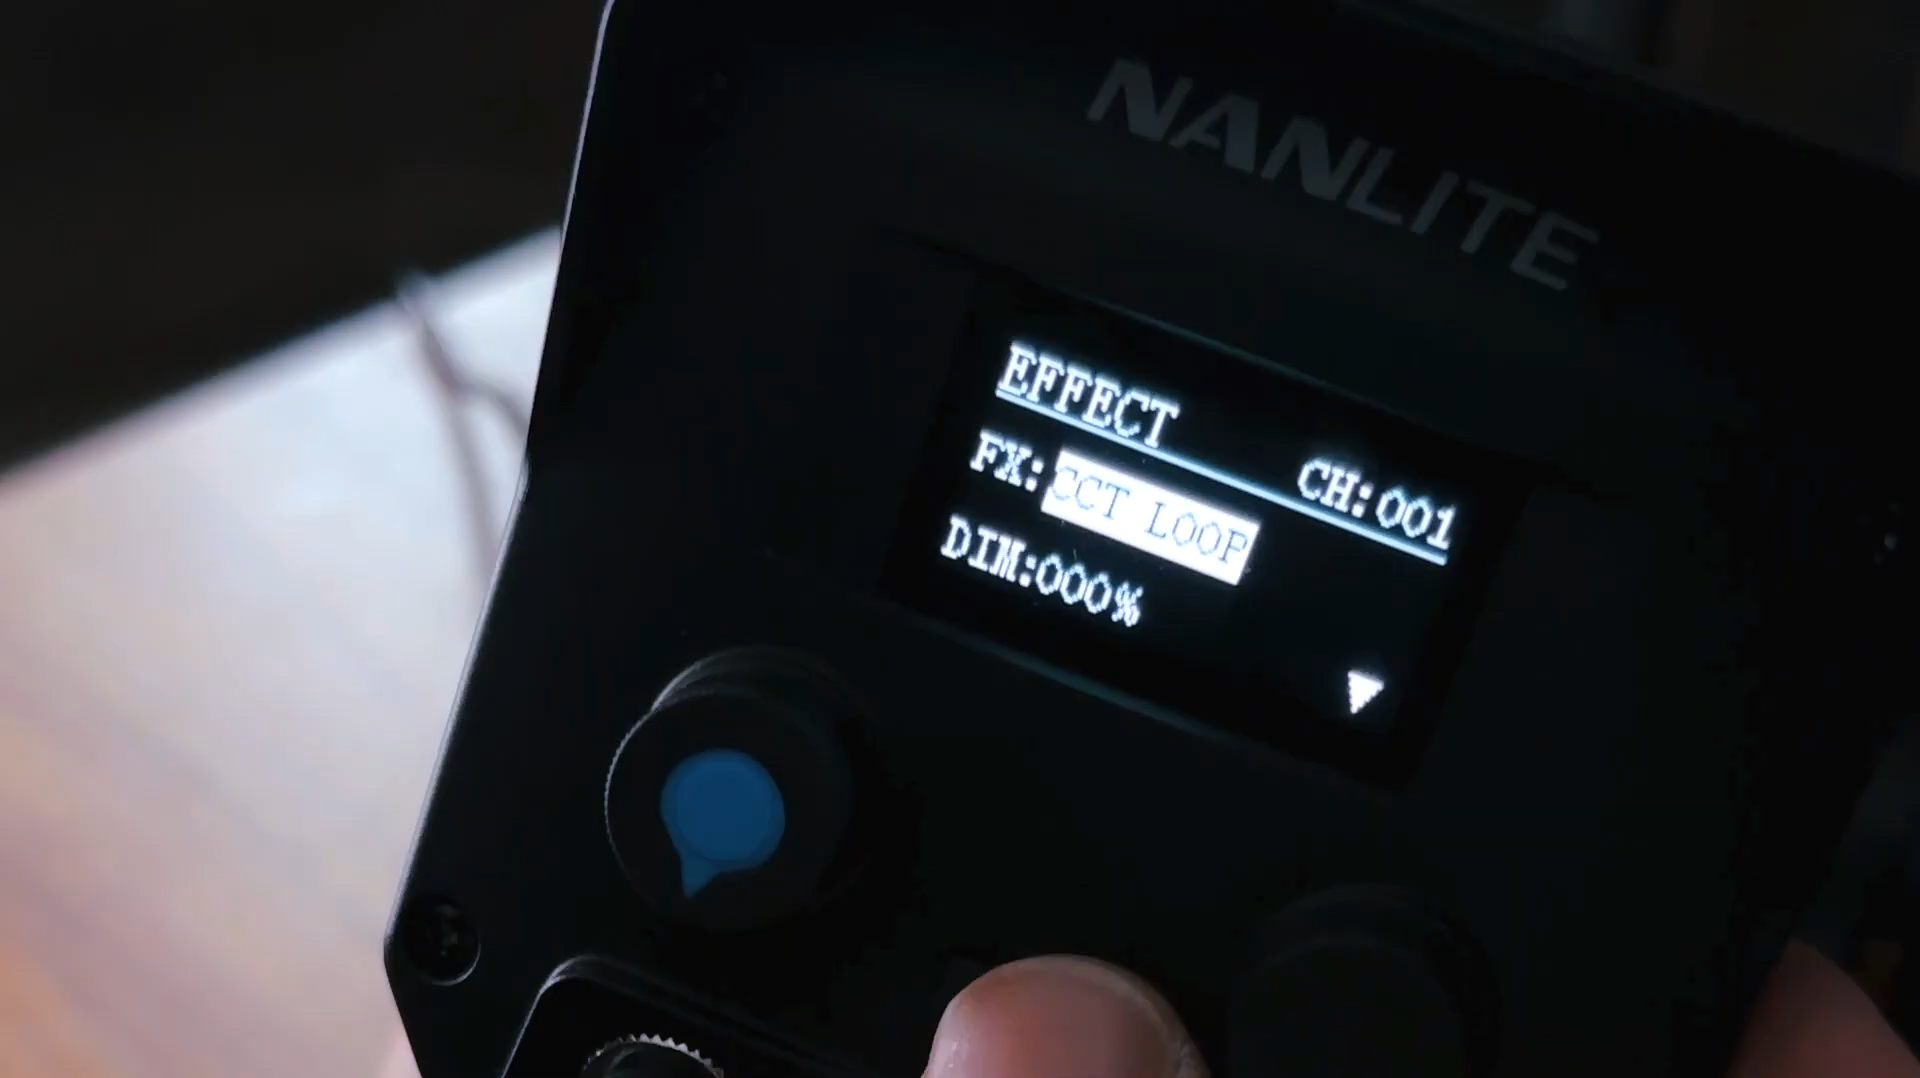 NANLITE
EFFECT CH:001
FX:CCT LOOP
DIM:000%